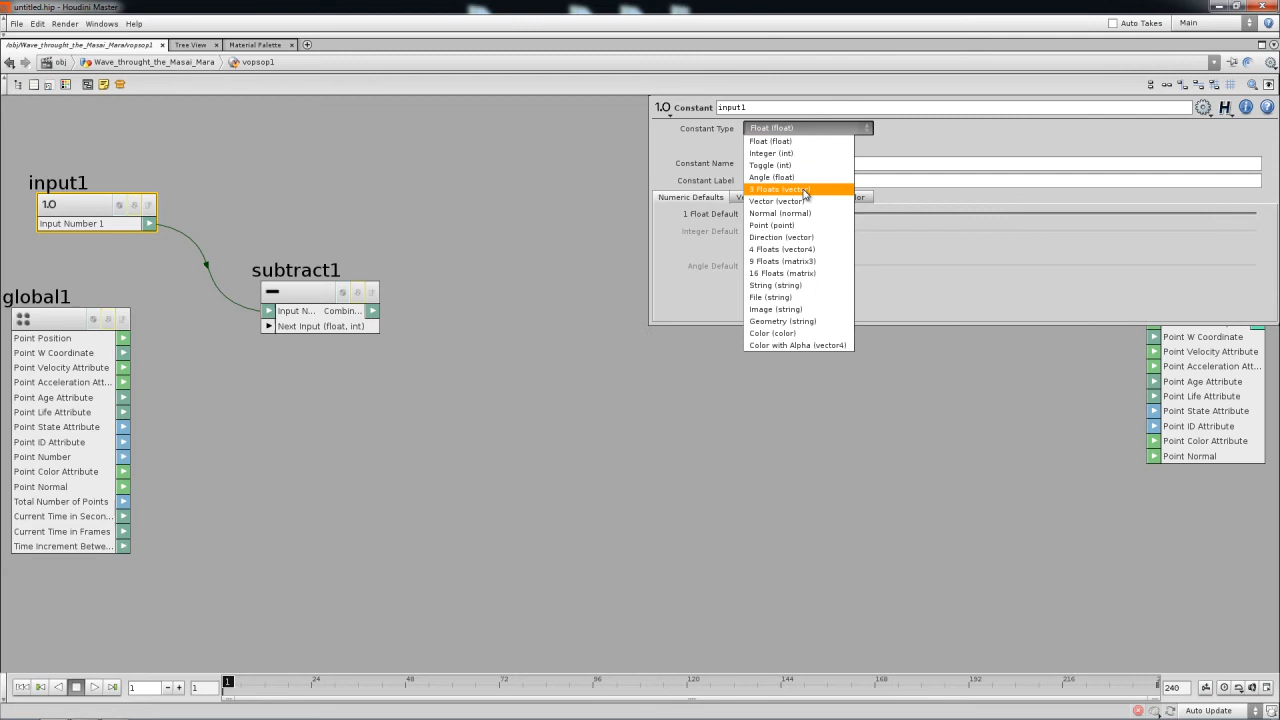 untitled.hip - Houdini Master
File Edit Render Windows Help
Auto Takes Main
/obj/Wave_throught_the_Masai_Mara/vopsop1 Tree View Material Palette
obj Wave_throught_the_Masai_Mara vopsop1
1.0 Constant input1
Constant Type Float (float)
Float (float)
Integer (int)
Toggle (int)
Angle (float)
3 Floats (vector)
Vector (vector)
Normal (normal)
Point (point)
Direction (vector)
4 Floats (vector4)
9 Floats (matrix3)
16 Floats (matrix)
String (string)
File (string)
Image (string)
Geometry (string)
Color (color)
Color with Alpha (vector4)
Constant Name
Constant Label
Numeric Defaults
1 Float Default
Integer Default
Angle Default
input1
1.0
Input Number 1
subtract1
Input N... Combin...
Next Input (float, int)
global1
Point Position
Point W Coordinate
Point Velocity Attribute
Point Acceleration Att...
Point Age Attribute
Point Life Attribute
Point State Attribute
Point ID Attribute
Point Number
Point Color Attribute
Point Normal
Total Number of Points
Current Time in Secon...
Current Time in Frames
Time Increment Betwe...
Point W Coordinate
Point Velocity Attribute
Point Acceleration Att...
Point Age Attribute
Point Life Attribute
Point State Attribute
Point ID Attribute
Point Color Attribute
Point Normal
1 1 1 24 48 72 96 120 144 168 192 216 240
Auto Update